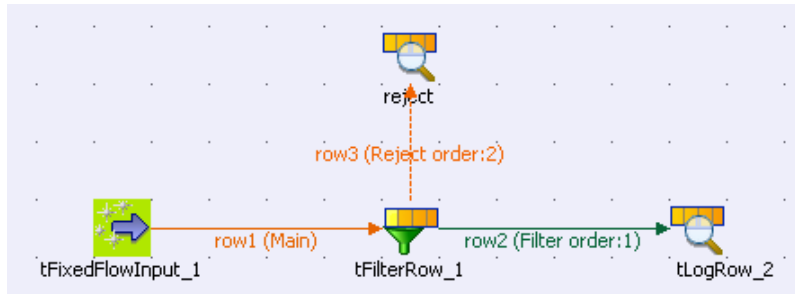 reject
row3 (Reject order:2)
row1 (Main)
row2 (Filter order:1)
tFixedFlowInput_1
tFilterRow_1
tLogRow_2